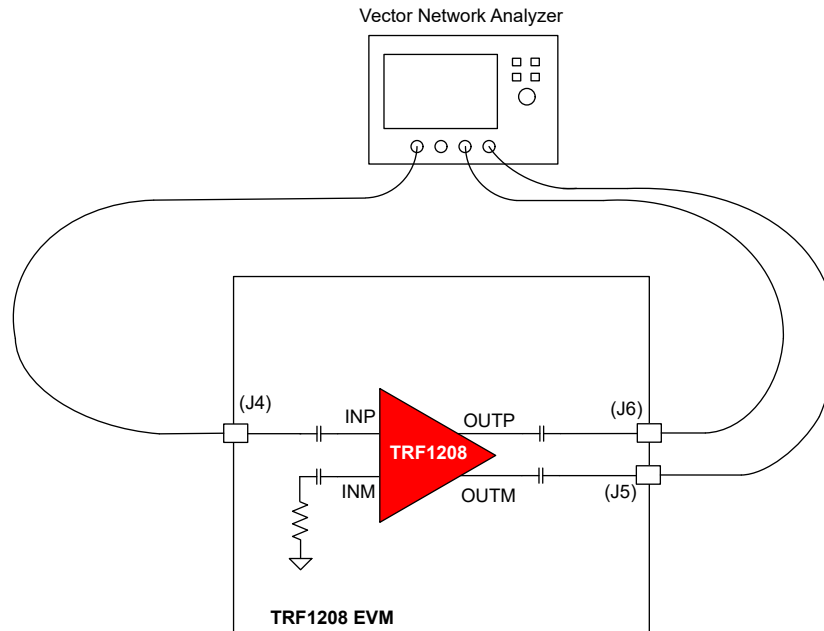 Vector Network Analyzer
(J4)
INP
OUTP
(J6)
TRF1208
INM
OUTM
(J5)
TRF1208 EVM